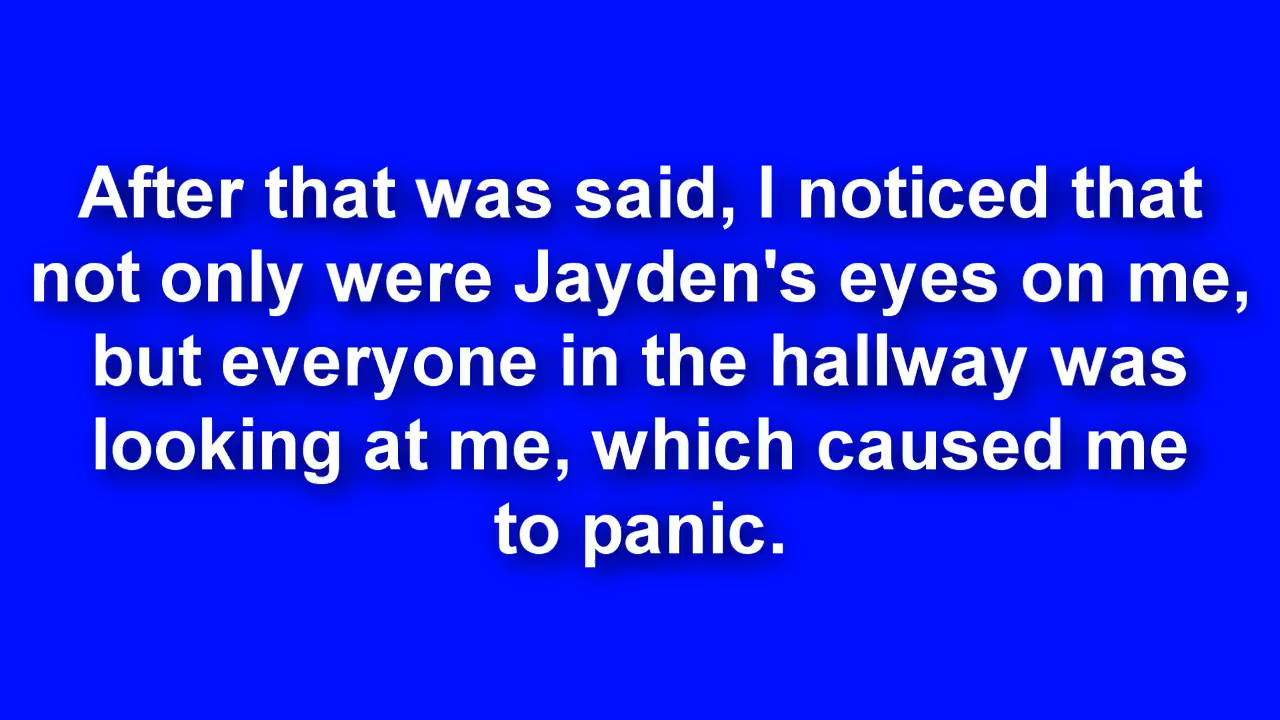 After that was said, I noticed that
not only were Jayden's eyes on me,
but everyone in the hallway was
looking at me, which caused me
to panic.